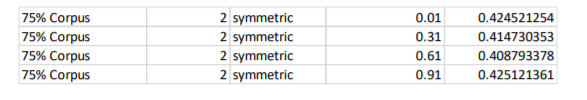 75% Corpus 2 symmetric 0.01 0.424521254
75% Corpus 2 symmetric 0.31 0.414730353
75% Corpus 2 symmetric 0.61 0.408793378
75% Corpus 2 symmetric 0.91 0.425121361